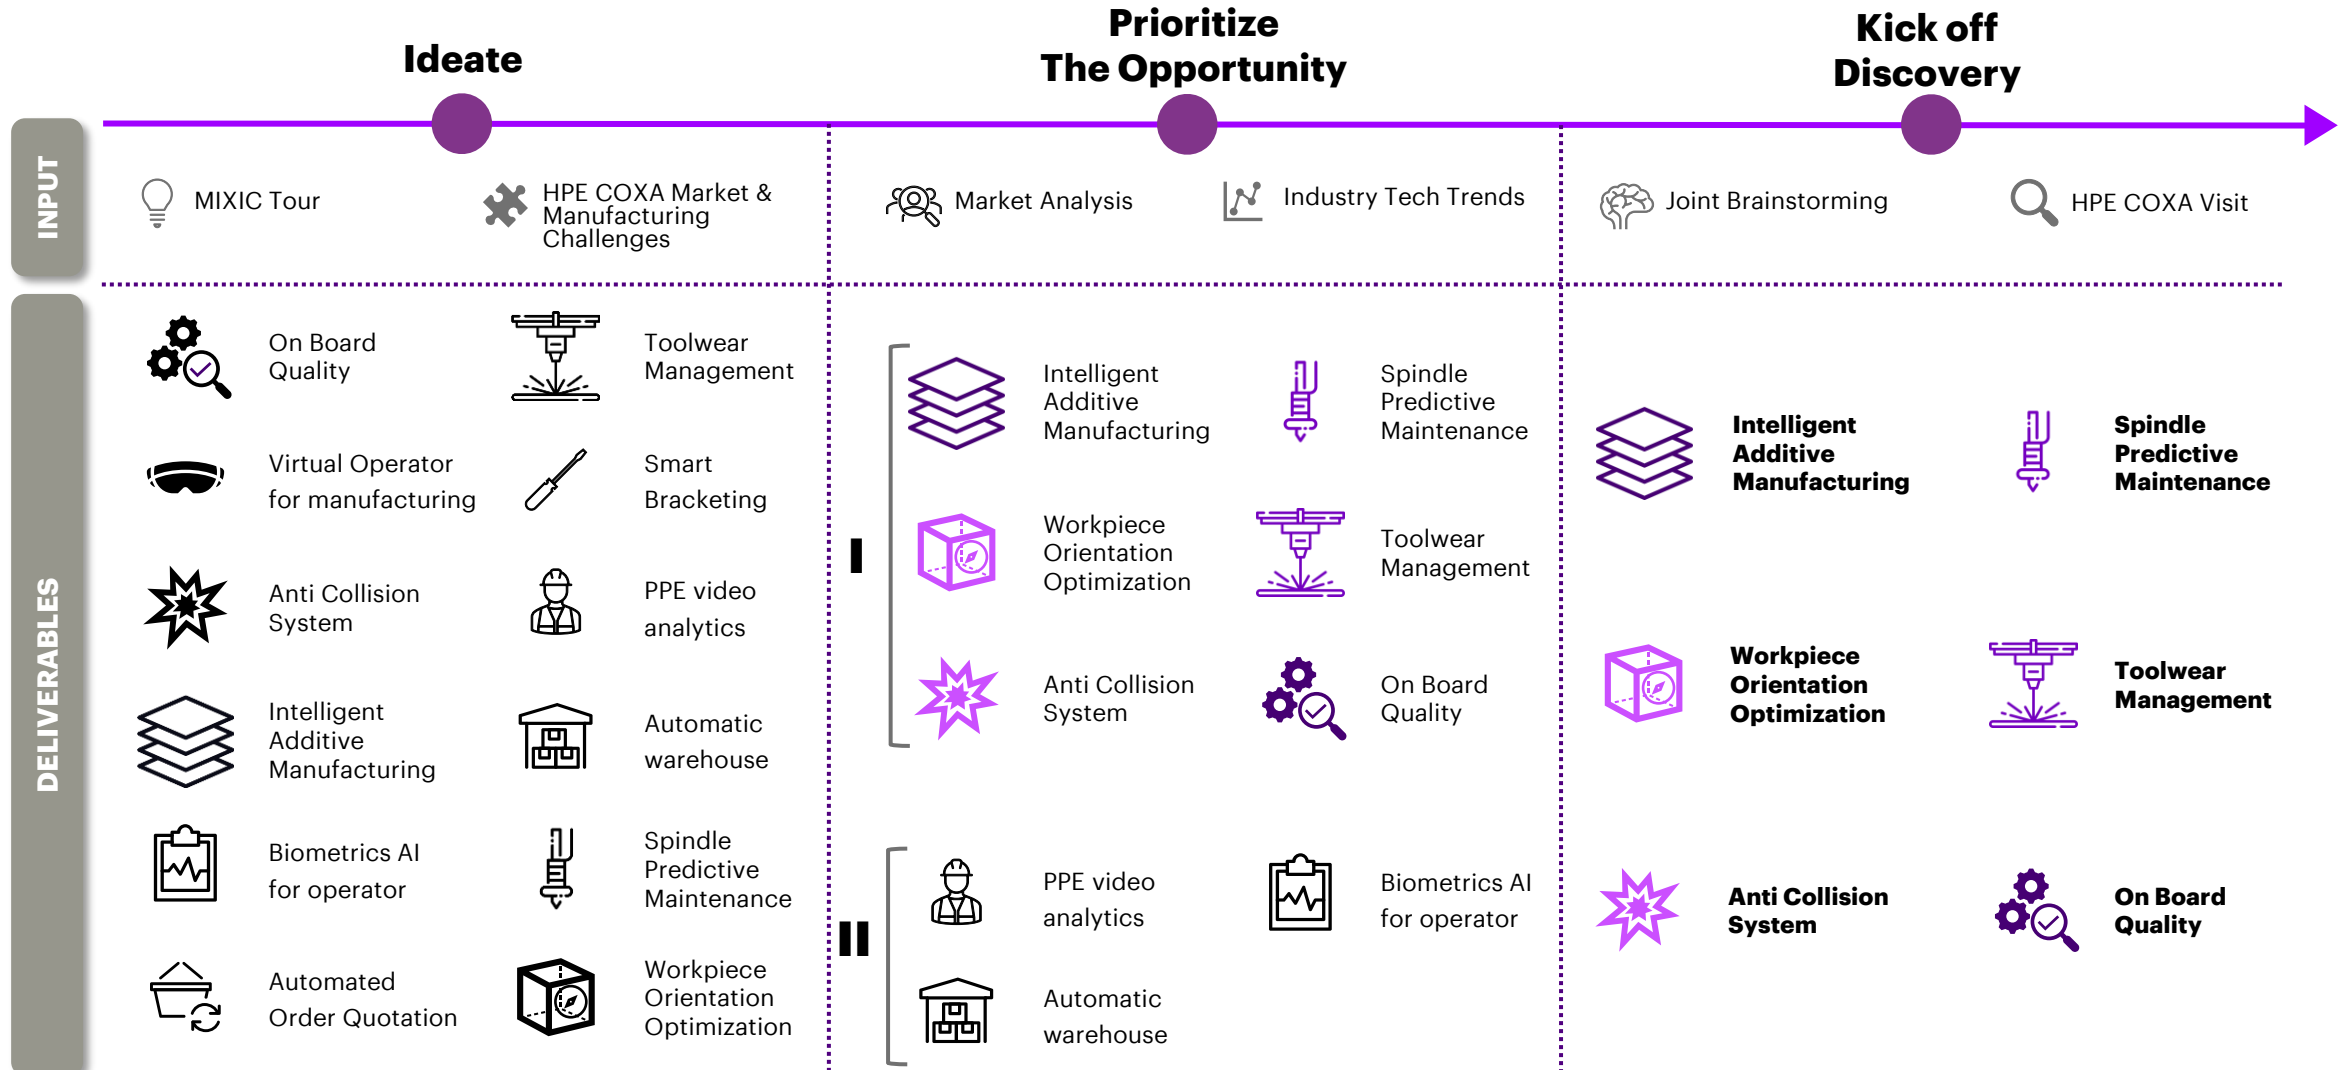 Ideate
Prioritize
The Opportunity
Kick off
Discovery
INPUT
MIXIC Tour
HPE COXA Market &
Manufacturing
Challenges
Market Analysis
Industry Tech Trends
Joint Brainstorming
HPE COXA Visit
DELIVERABLES
On Board
Quality
Toolwear
Management
Virtual Operator
for manufacturing
Smart
Bracketing
Anti Collision
System
PPE video
analytics
Intelligent
Additive
Manufacturing
Automatic
warehouse
Biometrics AI
for operator
Spindle
Predictive
Maintenance
Automated
Order Quotation
Workpiece
Orientation
Optimization
I
Intelligent
Additive
Manufacturing
Spindle
Predictive
Maintenance
Workpiece
Orientation
Optimization
Toolwear
Management
Anti Collision
System
On Board
Quality
II
PPE video
analytics
Biometrics AI
for operator
Automatic
warehouse
Intelligent
Additive
Manufacturing
Spindle
Predictive
Maintenance
Workpiece
Orientation
Optimization
Toolwear
Management
Anti Collision
System
On Board
Quality